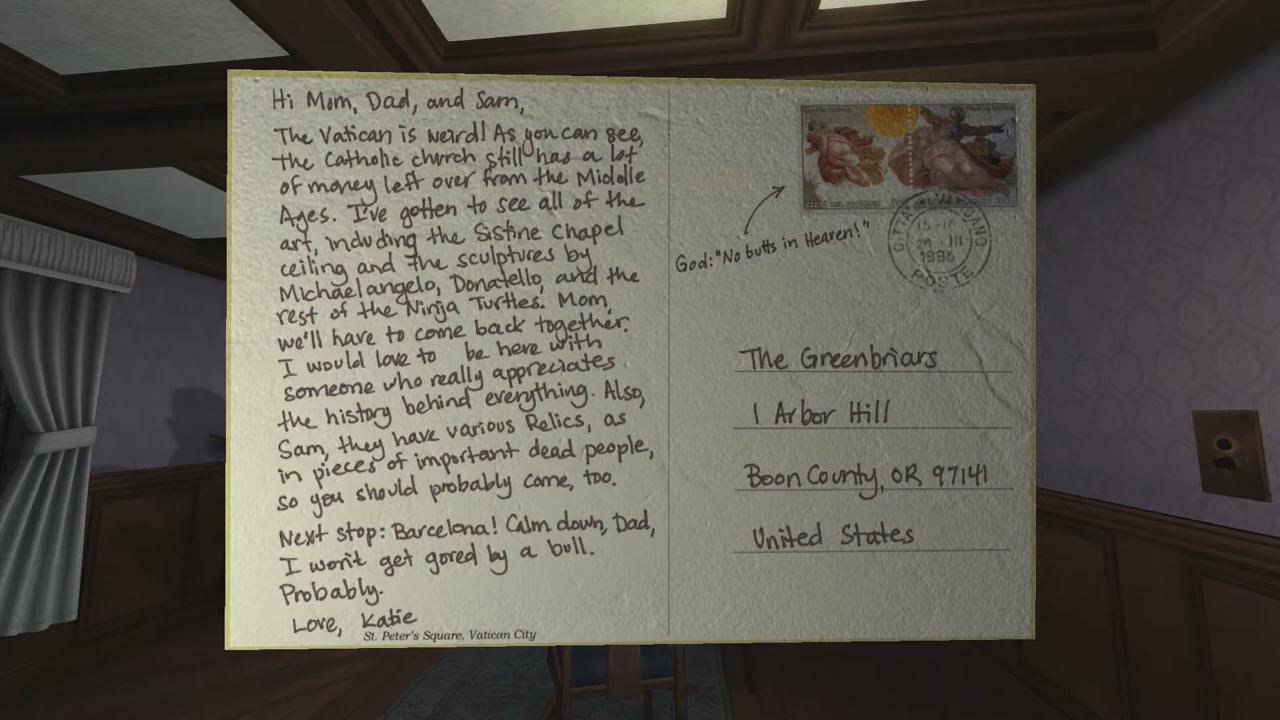 Hi Mom, Dad, and Sam,
The Vatican is weird! As you can see,
the Catholic church still has a lot
of money left over from the Middle
Ages. I've gotten to see all of the
art, including the Sistine Chapel
ceiling and the sculptures by
Michaelangelo, Donatello, and the
rest of the Ninja Turtles. Mom,
we'll have to come back together.
I would love to be here with
someone who really appreciates
the history behind everything. Also,
Sam, they have various Relics, as
in pieces of important dead people,
so you should probably come, too.
Next stop: Barcelona! Calm down, Dad,
I won't get gored by a bull.
Probably.
Love, Katie
St. Peter's Square, Vatican City
God: "No butts in Heaven!"
POSTE
The Greenbriars
1 Arbor Hill
Boon County, OR 97141
United States